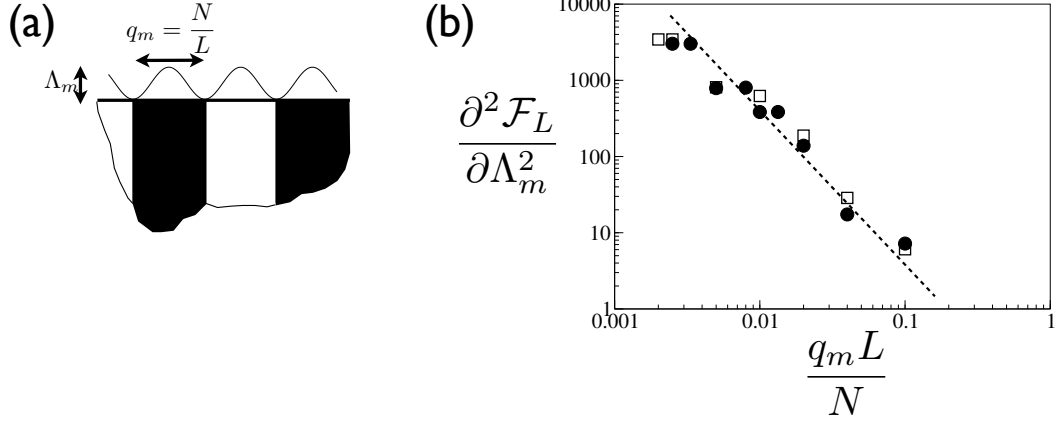 (a)
q_m = N/L
Λ_m
(b)
∂²F_L
∂Λ_m²
10000
1000
100
10
1
0.001
0.01
0.1
1
q_m L
N